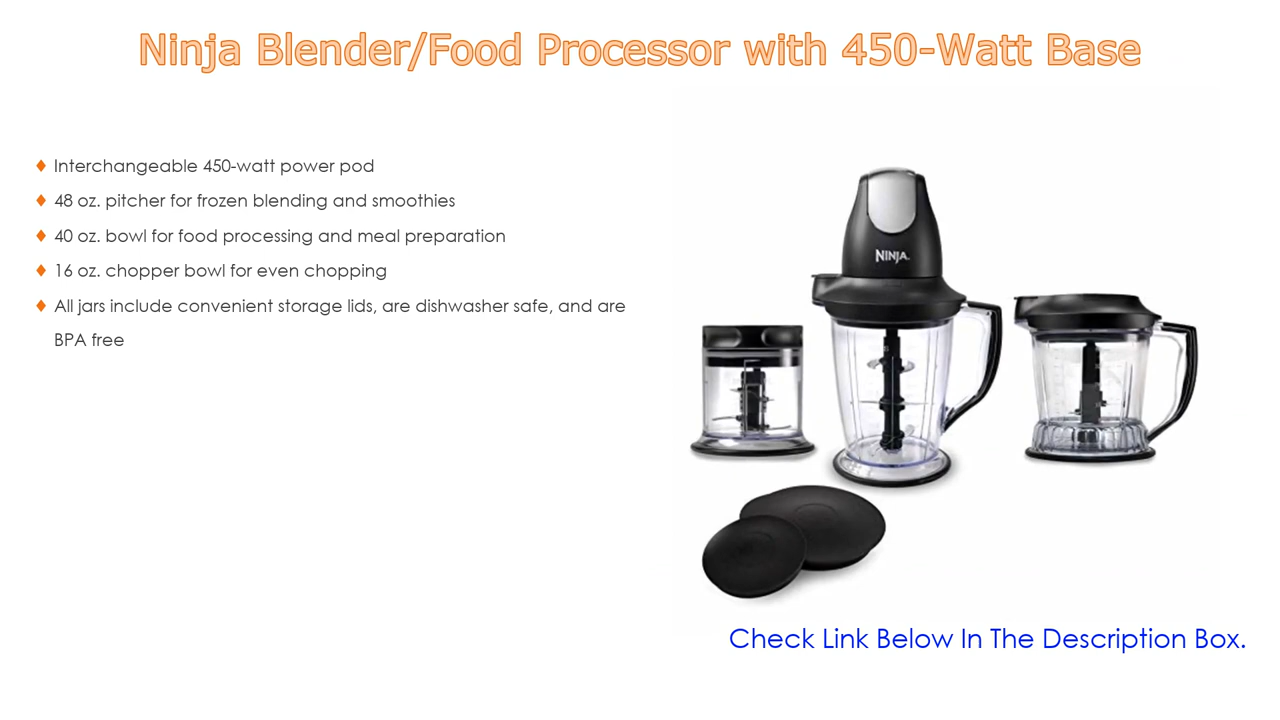 Ninja Blender/Food Processor with 450-Watt Base
Interchangeable 450-watt power pod
48 oz. pitcher for frozen blending and smoothies
40 oz. bowl for food processing and meal preparation
16 oz. chopper bowl for even chopping
All jars include convenient storage lids, are dishwasher safe, and are
BPA free
NINJA
Check Link Below In The Description Box.